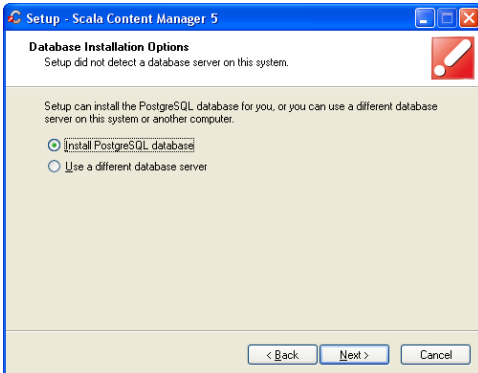 Setup - Scala Content Manager 5
Database Installation Options
Setup did not detect a database server on this system.
Setup can install the PostgreSQL database for you, or you can use a different database
server on this system or another computer.
Install PostgreSQL database
Use a different database server
< Back Next > Cancel